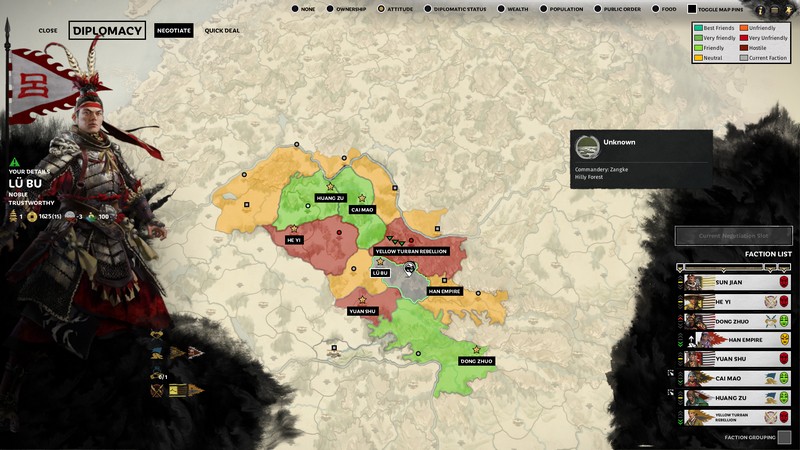 NONE
OWNERSHIP
ATTITUDE
DIPLOMATIC STATUS
WEALTH
POPULATION
PUBLIC ORDER
FOOD
TOGGLE MAP PINS
CLOSE
DIPLOMACY
NEGOTIATE
QUICK DEAL
Best Friends
Unfriendly
Very friendly
Very Unfriendly
Friendly
Hostile
Neutral
Current Faction
呂
Unknown
Commandery: Zangke
Hilly Forest
YOUR DETAILS
LÜ BU
NOBLE
TRUSTWORTHY
1
1625(15)
-3
100
HUANG ZU
CAI MAO
HE YI
YELLOW TURBAN REBELLION
LÜ BU
HAN EMPIRE
YUAN SHU
DONG ZHUO
0/1
Current Negotiation Slot
FACTION LIST
SUN JIAN
HE YI
DONG ZHUO
HAN EMPIRE
YUAN SHU
CAI MAO
HUANG ZU
YELLOW TURBAN
REBELLION
FACTION GROUPING